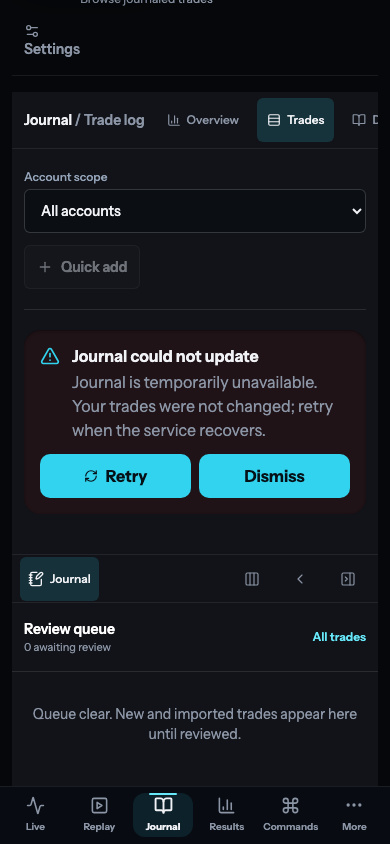 Browse journaled trades
Settings
Journal / Trade log
Overview
Trades
Account scope
All accounts
Quick add
Journal could not update
Journal is temporarily unavailable.
Your trades were not changed; retry
when the service recovers.
Retry
Dismiss
Journal
Review queue
0 awaiting review
All trades
Queue clear. New and imported trades appear here
until reviewed.
Live
Replay
Journal
Results
Commands
More